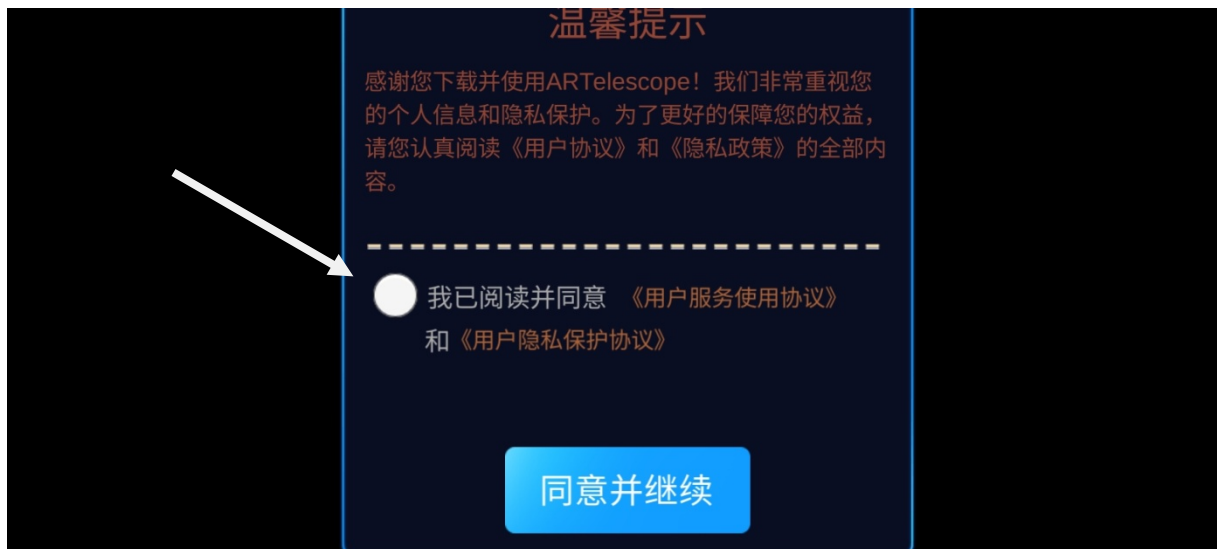 温馨提示
感谢您下载并使用ARTelescope！我们非常重视您
的个人信息和隐私保护。为了更好的保障您的权益，
请您认真阅读《用户协议》和《隐私政策》的全部内
容。
我已阅读并同意 《用户服务使用协议》
和《用户隐私保护协议》
同意并继续